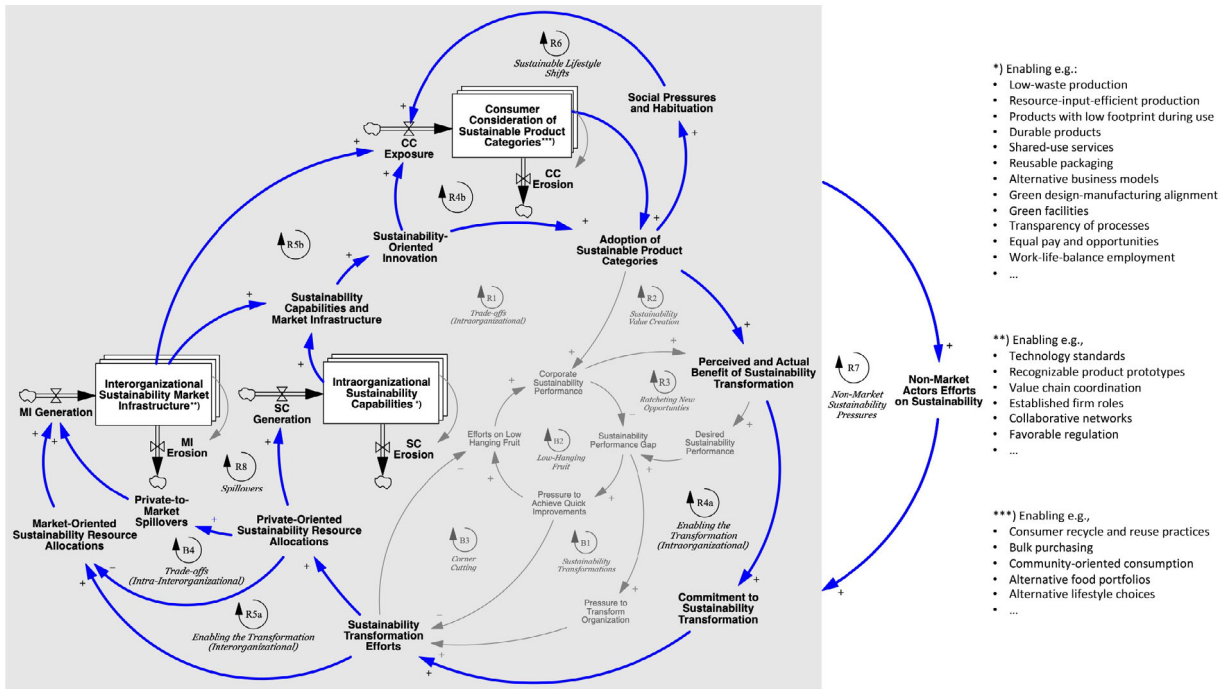 R6
Sustainable Lifestyle
Shifts
Social Pressures
and Habituation
Consumer
Consideration of
Sustainable Product
Categories***)
CC
Exposure
CC
Erosion
R4b
Sustainability-
Oriented
Innovation
Adoption of
Sustainable Product
Categories
R5b
Sustainability
Capabilities and
Market Infrastructure
R1
Trade-offs
(Intraorganizational)
R2
Sustainability
Value Creation
Perceived and Actual
Benefit of Sustainability
Transformation
Corporate
Sustainability
Performance
R3
Ratcheting New
Opportunities
Interorganizational
Sustainability Market
Infrastructure**)
MI Generation
MI
Erosion
SC
Generation
Intraorganizational
Sustainability
Capabilities *)
SC
Erosion
Efforts on Low
Hanging Fruit
B2
Low-Hanging
Fruit
Sustainability
Performance Gap
Desired
Sustainability
Performance
R8
Spillovers
Pressure to
Achieve Quick
Improvements
Private-to-
Market
Spillovers
Market-Oriented
Sustainability Resource
Allocations
Private-Oriented
Sustainability Resource
Allocations
R4a
Enabling the
Transformation
(Intraorganizational)
B4
Trade-offs
(Intra-Interorganizational)
B3
Corner
Cutting
B1
Sustainability
Transformations
R5a
Enabling the Transformation
(Interorganizational)
Pressure to
Transform
Organization
Sustainability
Transformation
Efforts
Commitment to
Sustainability
Transformation
R7
Non-Market
Sustainability
Pressures
Non-Market
Actors Efforts
on Sustainability
*) Enabling e.g.:
• Low-waste production
• Resource-input-efficient production
• Products with low footprint during use
• Durable products
• Shared-use services
• Reusable packaging
• Alternative business models
• Green design-manufacturing alignment
• Green facilities
• Transparency of processes
• Equal pay and opportunities
• Work-life-balance employment
• ...
**) Enabling e.g.,
• Technology standards
• Recognizable product prototypes
• Value chain coordination
• Established firm roles
• Collaborative networks
• Favorable regulation
• ...
***) Enabling e.g.,
• Consumer recycle and reuse practices
• Bulk purchasing
• Community-oriented consumption
• Alternative food portfolios
• Alternative lifestyle choices
• ...